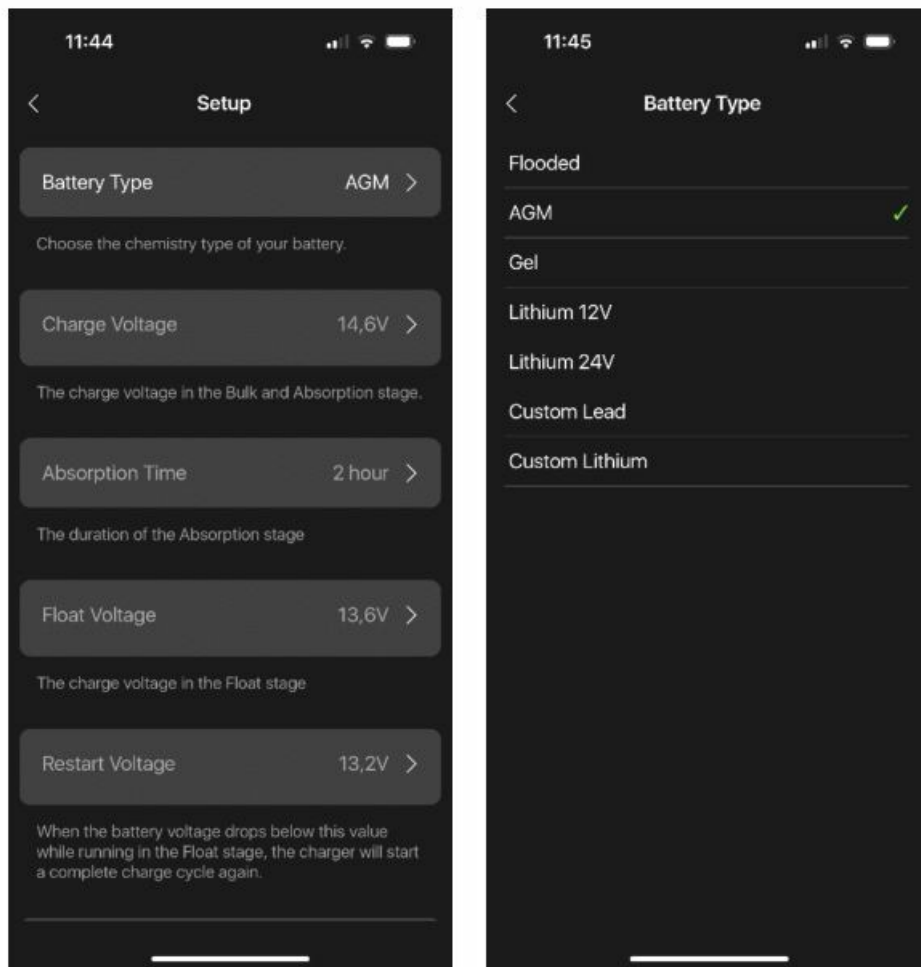 11:44
Setup
Battery Type AGM
Choose the chemistry type of your battery.
Charge Voltage 14,6V
The charge voltage in the Bulk and Absorption stage.
Absorption Time 2 hour
The duration of the Absorption stage
Float Voltage 13,6V
The charge voltage in the Float stage
Restart Voltage 13,2V
When the battery voltage drops below this value
while running in the Float stage, the charger will start
a complete charge cycle again.
11:45
Battery Type
Flooded
AGM
Gel
Lithium 12V
Lithium 24V
Custom Lead
Custom Lithium